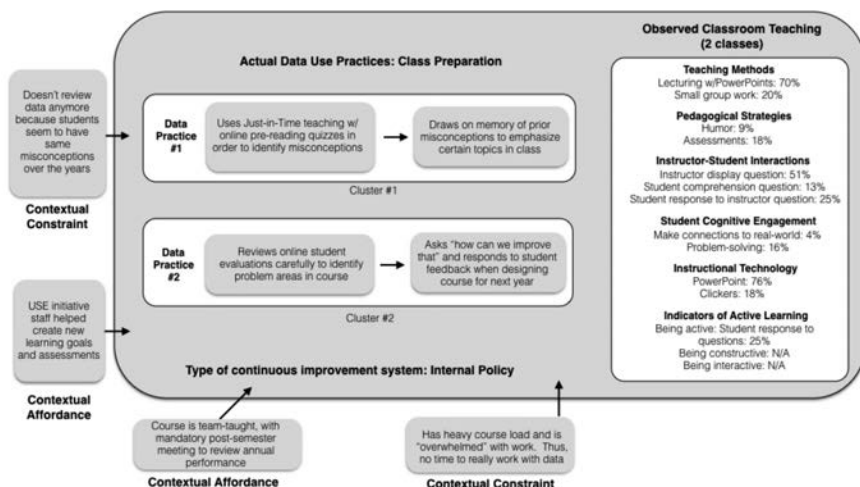 Actual Data Use Practices: Class Preparation
Doesn't review
data anymore
because students
seem to have
same
misconceptions
over the years
Contextual
Constraint
Data
Practice
#1
Uses Just-in-Time teaching w/
online pre-reading quizzes in
order to identify misconceptions
Draws on memory of prior
misconceptions to emphasize
certain topics in class
Cluster #1
Data
Practice
#2
Reviews online student
evaluations carefully to identify
problem areas in course
Asks "how can we improve
that" and responds to student
feedback when designing
course for next year
Cluster #2
USE initiative
staff helped
create new
learning goals
and assessments
Contextual
Affordance
Type of continuous improvement system: Internal Policy
Course is team-taught, with
mandatory post-semester
meeting to review annual
performance
Contextual Affordance
Has heavy course load and is
"overwhelmed" with work. Thus,
no time to really work with data
Contextual Constraint
Observed Classroom Teaching
(2 classes)
Teaching Methods
Lecturing w/PowerPoints: 70%
Small group work: 20%
Pedagogical Strategies
Humor: 9%
Assessments: 18%
Instructor-Student Interactions
Instructor display question: 51%
Student comprehension question: 13%
Student response to instructor question: 25%
Student Cognitive Engagement
Make connections to real-world: 4%
Problem-solving: 16%
Instructional Technology
PowerPoint: 76%
Clickers: 18%
Indicators of Active Learning
Being active: Student response to
questions: 25%
Being constructive: N/A
Being interactive: N/A